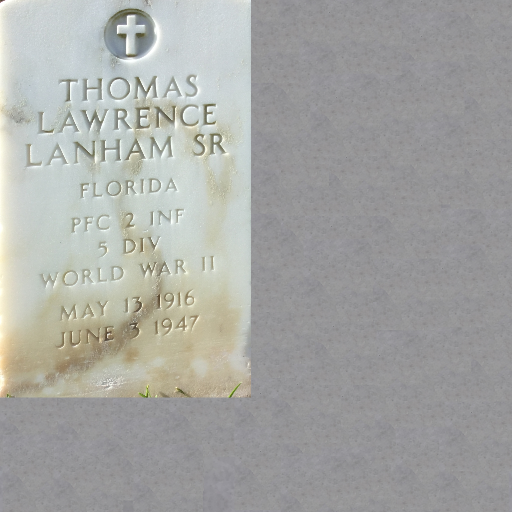 THOMAS
LAWRENCE
LANHAM SR
FLORIDA
PFC 2 INF
5 DIV
WORLD WAR II
MAY 13 1916
JUNE 3 1947